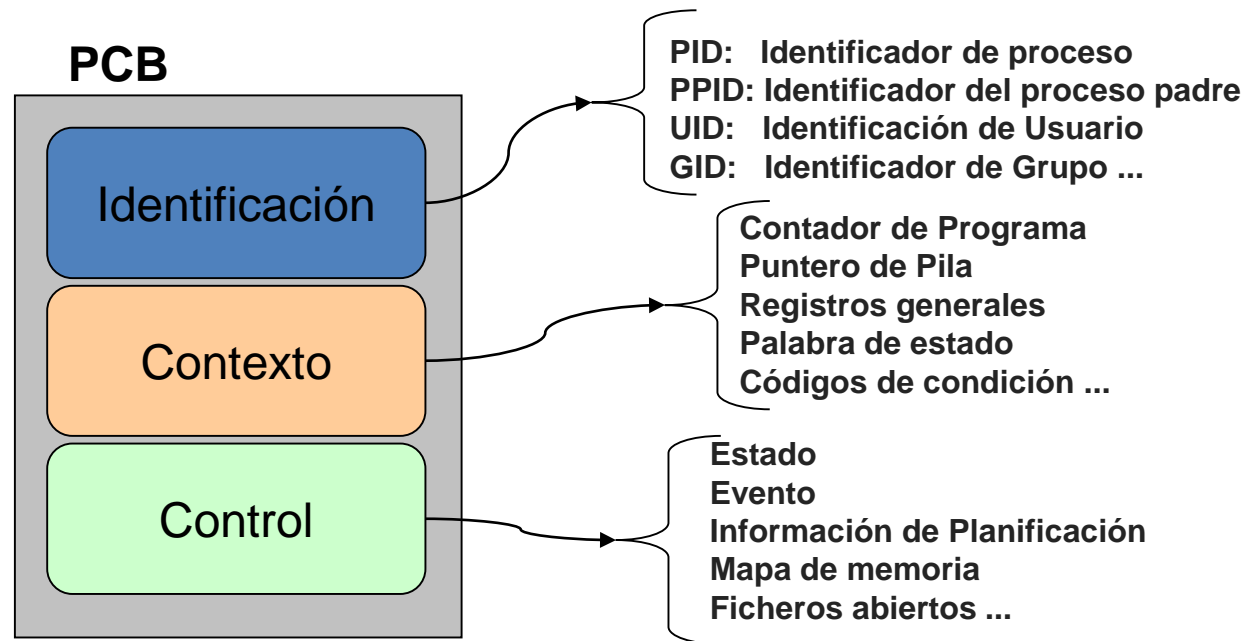 PCB
Identificación
PID: Identificador de proceso
PPID: Identificador del proceso padre
UID: Identificación de Usuario
GID: Identificador de Grupo ...
Contexto
Contador de Programa
Puntero de Pila
Registros generales
Palabra de estado
Códigos de condición ...
Control
Estado
Evento
Información de Planificación
Mapa de memoria
Ficheros abiertos ...